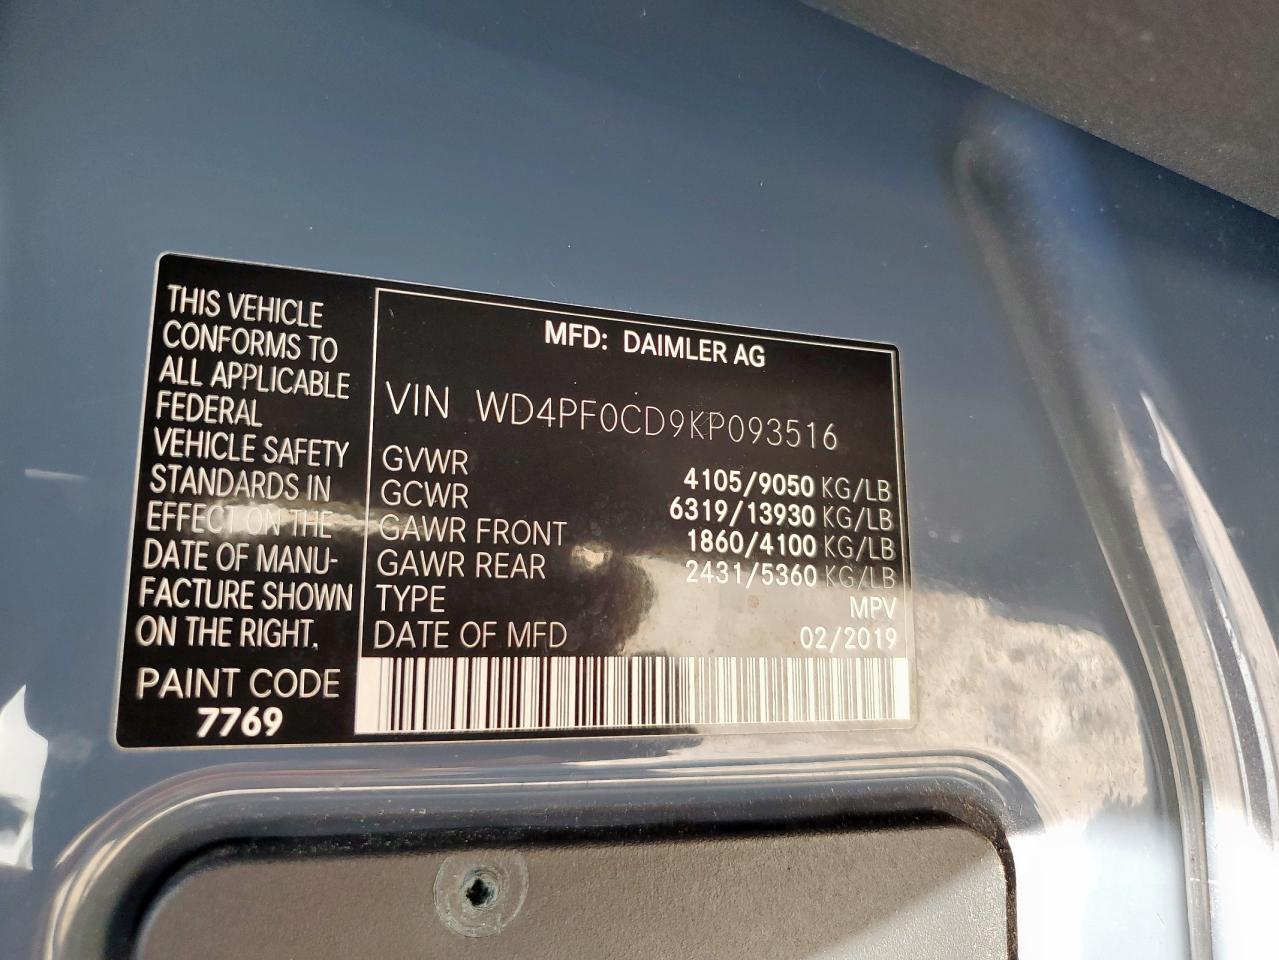 THIS VEHICLE
CONFORMS TO
ALL APPLICABLE
FEDERAL
VEHICLE SAFETY
STANDARDS IN
EFFECT ON THE
DATE OF MANU-
FACTURE SHOWN
ON THE RIGHT.
PAINT CODE
7769
MFD: DAIMLER AG
VIN WD4PF0CD9KP093516
GVWR 4105/9050 KG/LB
GCWR 6319/13930 KG/LB
GAWR FRONT 1860/4100 KG/LB
GAWR REAR 2431/5360 KG/LB
TYPE MPV
DATE OF MFD 02/2019